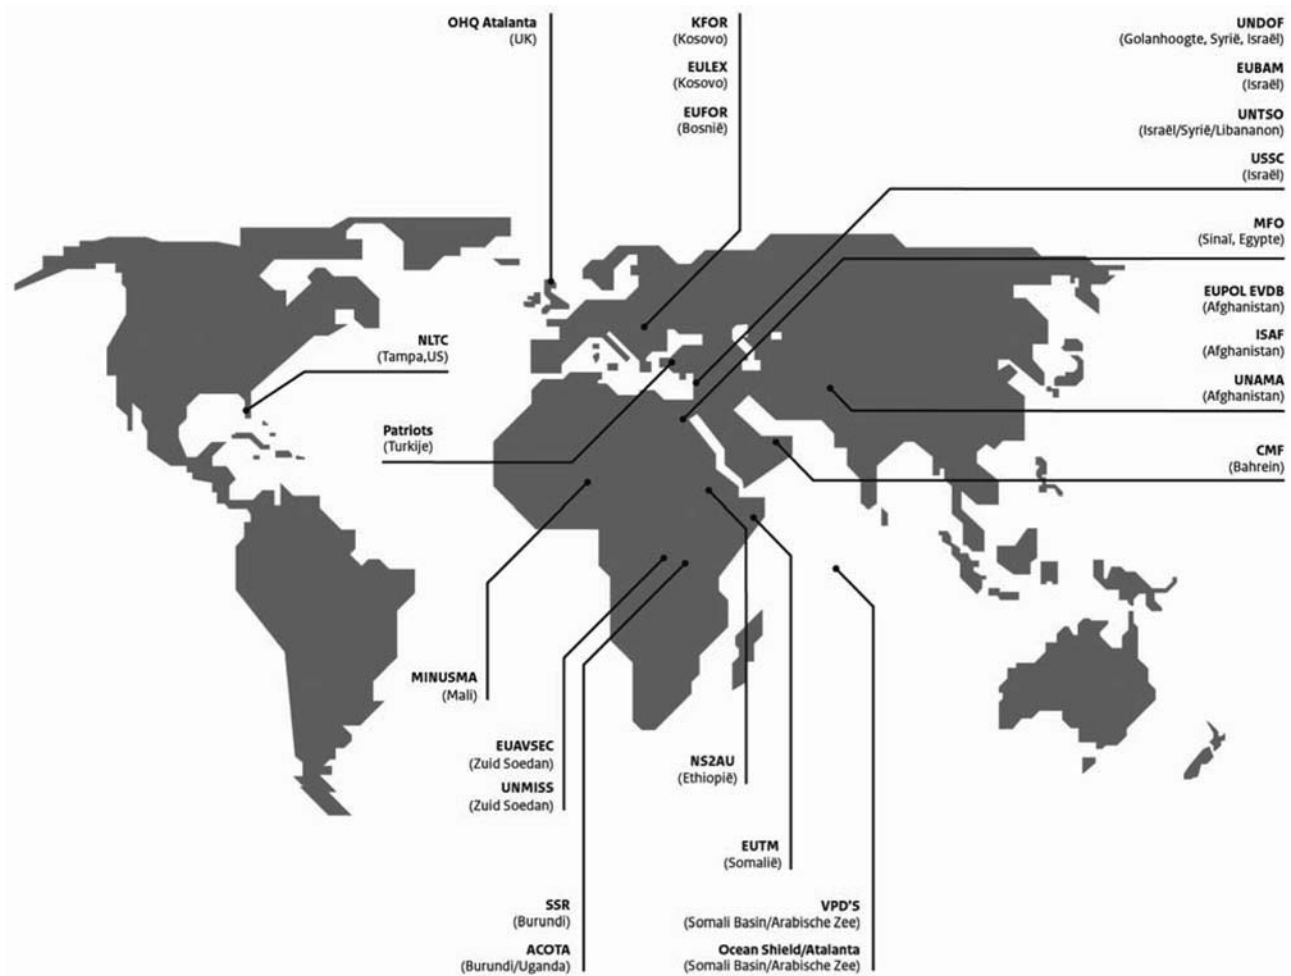 OHQ Atalanta
(UK)
KFOR
(Kosovo)
EULEX
(Kosovo)
EUFOR
(Bosnië)
UNDOF
(Golanhoogte, Syrië, Israël)
EUBAM
(Israël)
UNTSO
(Israël/Syrië/Libananon)
USSC
(Israël)
MFO
(Sinaï, Egypte)
EUPOL EVDB
(Afghanistan)
ISAF
(Afghanistan)
UNAMA
(Afghanistan)
CMF
(Bahrein)
NLTC
(Tampa,US)
Patriots
(Turkije)
MINUSMA
(Mali)
EUAVSEC
(Zuid Soedan)
UNMISS
(Zuid Soedan)
NS2AU
(Ethiopië)
EUTM
(Somalië)
SSR
(Burundi)
ACOTA
(Burundi/Uganda)
VPD'S
(Somali Basin/Arabische Zee)
Ocean Shield/Atalanta
(Somali Basin/Arabische Zee)